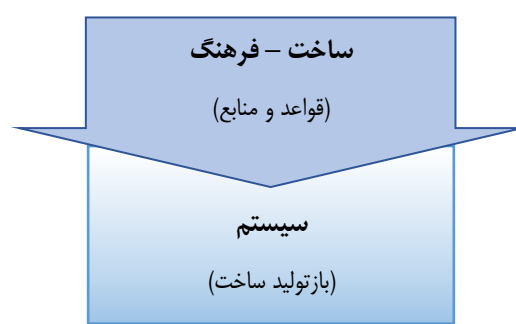 ساخت – فرهنگ
(قواعد و منابع)
سیستم
(بازتولید ساخت)